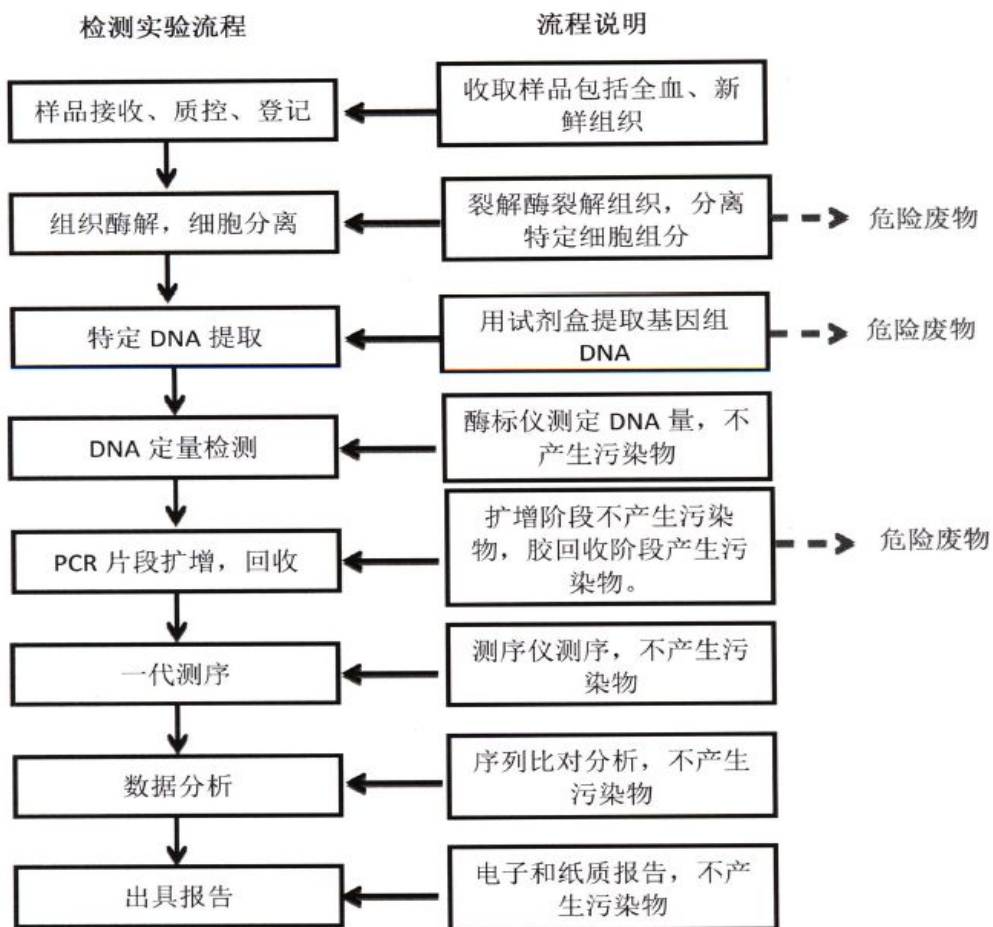 检测实验流程
流程说明
样品接收、质控、登记
收取样品包括全血、新
鲜组织
组织酶解，细胞分离
裂解酶裂解组织，分离
特定细胞组分
危险废物
特定 DNA 提取
用试剂盒提取基因组
DNA
危险废物
DNA 定量检测
酶标仪测定 DNA 量，不
产生污染物
PCR 片段扩增，回收
扩增阶段不产生污染
物，胶回收阶段产生污
染物。
危险废物
一代测序
测序仪测序，不产生污
染物
数据分析
序列比对分析，不产生
污染物
出具报告
电子和纸质报告，不产
生污染物